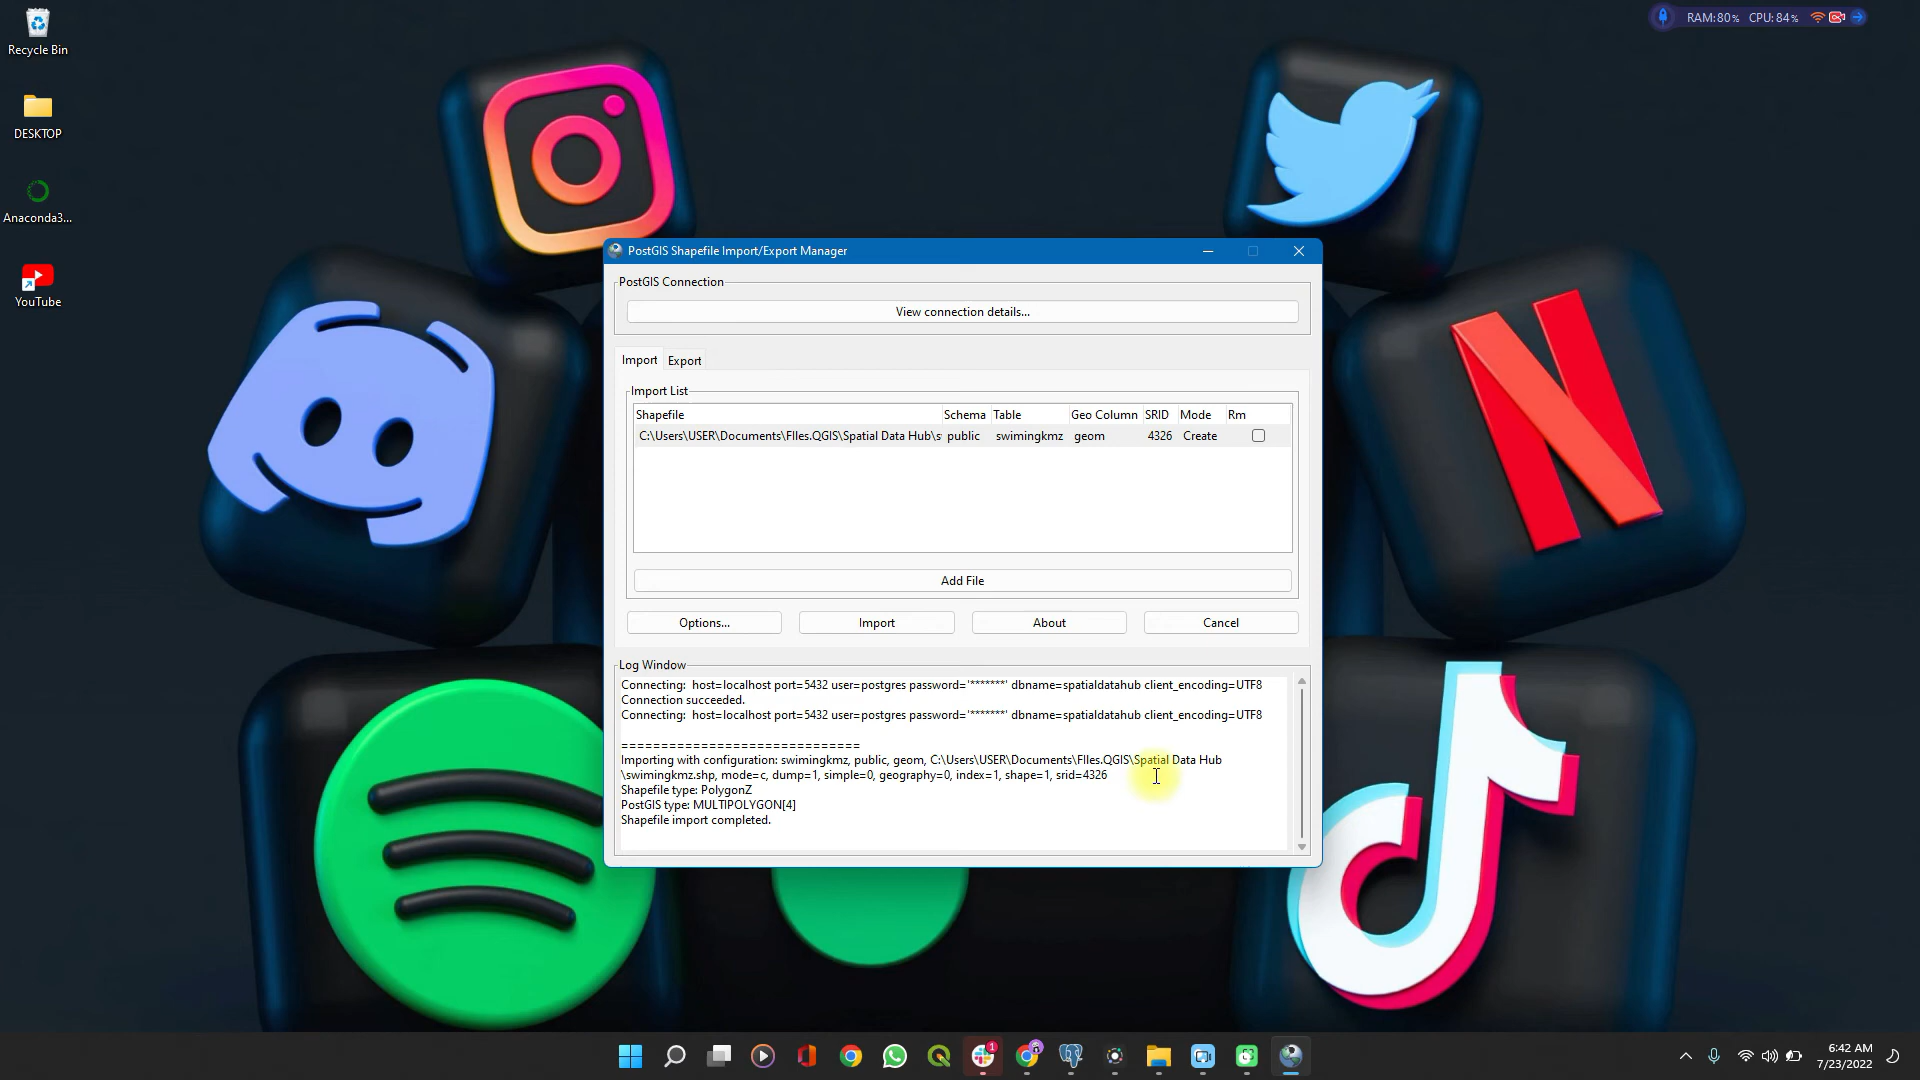 Recycle Bin
DESKTOP
Anaconda3...
YouTube
RAM:80% CPU: 84%
PostGIS Shapefile Import/Export Manager
PostGIS Connection
View connection details...
Import Export
Import List
Shapefile Schema Table Geo Column SRID Mode Rm
C:\Users\USER\Documents\FIles.QGIS\Spatial Data Hub\s public swimingkmz geom 4326 Create
Add File
Options... Import About Cancel
Log Window
Connecting: host=localhost port=5432 user=postgres password='*******' dbname=spatialdatahub client_encoding=UTF8
Connection succeeded.
Connecting: host=localhost port=5432 user=postgres password='*******' dbname=spatialdatahub client_encoding=UTF8
==============================
Importing with configuration: swimingkmz, public, geom, C:\Users\USER\Documents\FIles.QGIS\Spatial Data Hub
\swimingkmz.shp, mode=c, dump=1, simple=0, geography=0, index=1, shape=1, srid=4326
Shapefile type: PolygonZ
PostGIS type: MULTIPOLYGON[4]
Shapefile import completed.
1
6:42 AM
7/23/2022